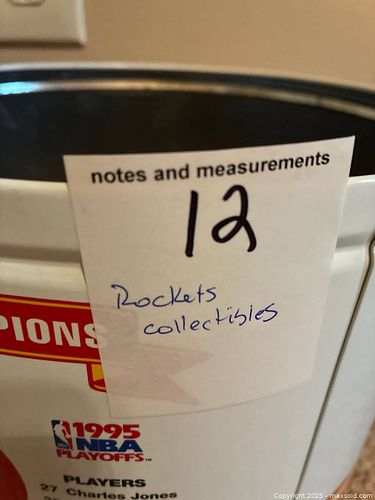 notes and measurements
12
Rockets
collectibles
PIONS
1995
NBA
PLAYOFFS
PLAYERS
27 Charles Jones
Copyright 2025 - maxsold.com